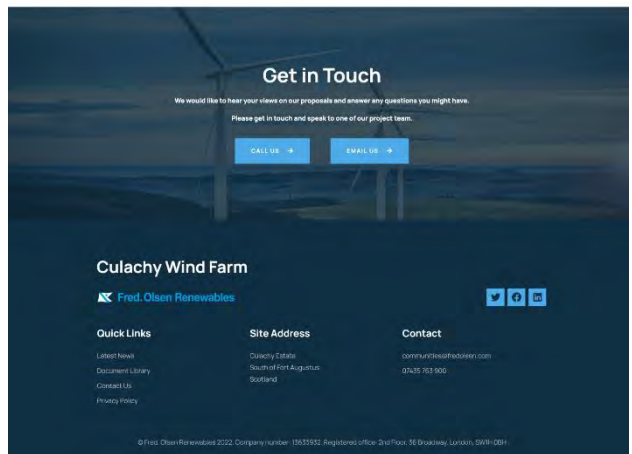 Get in Touch
We would like to hear your views on our proposals and answer any questions you might have.
Please get in touch and speak to one of our project team.
CALL US →
EMAIL US →
Culachy Wind Farm
Fred. Olsen Renewables
Quick Links
Latest News
Document Library
Contact Us
Privacy Policy
Site Address
Culachy Estate
South of Fort Augustus
Scotland
Contact
communities@fredolsen.com
07435 763 900
© Fred. Olsen Renewables 2022. Company number: 13633932. Registered office: 2nd Floor, 36 Broadway, London, SW1H 0BH